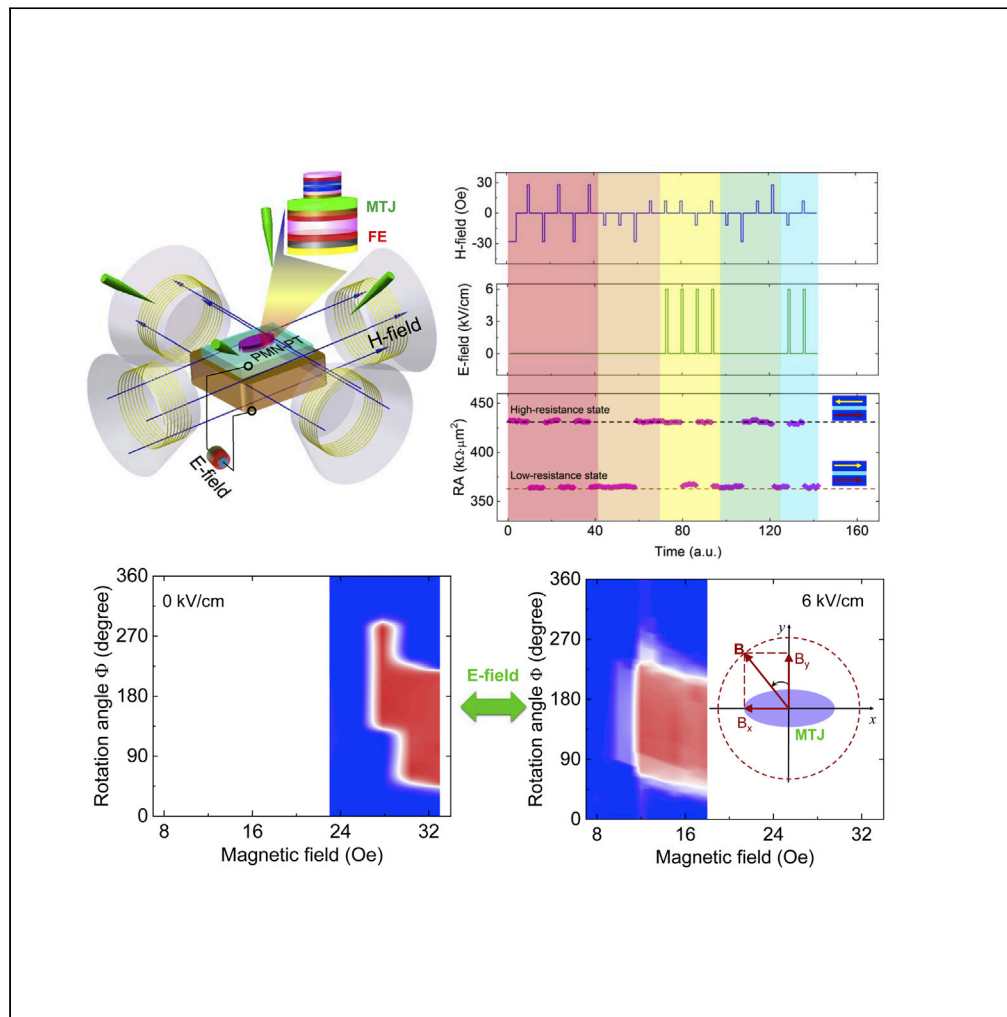 MTJ
FE
PMN-PT
H-field
E-field
H-field (Oe)
30
0
-30
E-field (kV/cm)
6
3
0
RA (kΩ·μm²)
450
400
350
High-resistance state
Low-resistance state
0
40
80
120
160
Time (a.u.)
Rotation angle Φ (degree)
360
270
180
90
0
0 kV/cm
8
16
24
32
Magnetic field (Oe)
E-field
Rotation angle Φ (degree)
360
270
180
90
0
6 kV/cm
y
B
By
Bx
x
MTJ
8
16
24
32
Magnetic field (Oe)